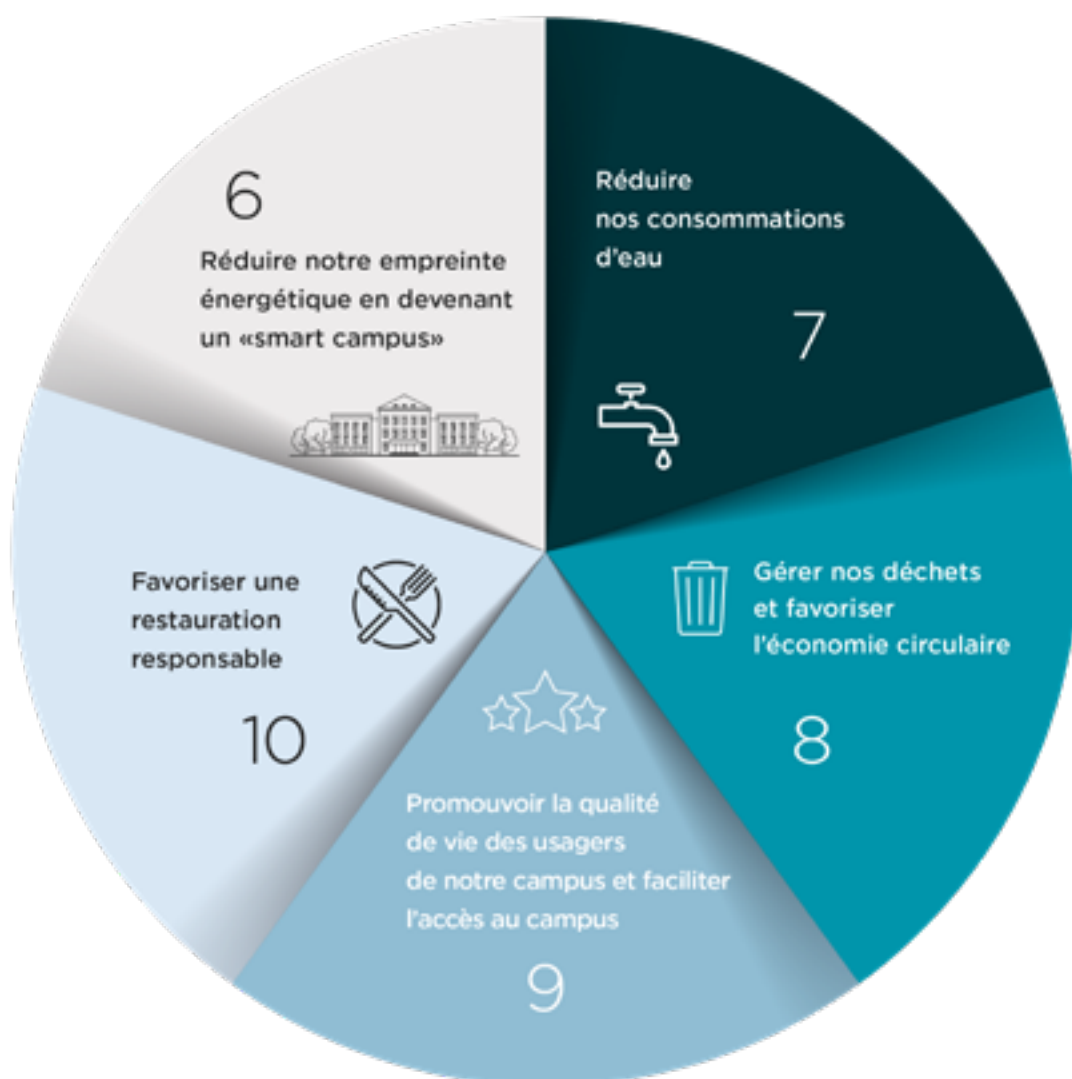 6
Réduire notre empreinte
énergétique en devenant
un «smart campus»
Réduire
nos consommations
d'eau
7
Gérer nos déchets
et favoriser
l'économie circulaire
8
Promouvoir la qualité
de vie des usagers
de notre campus et faciliter
l'accès au campus
9
Favoriser une
restauration
responsable
10